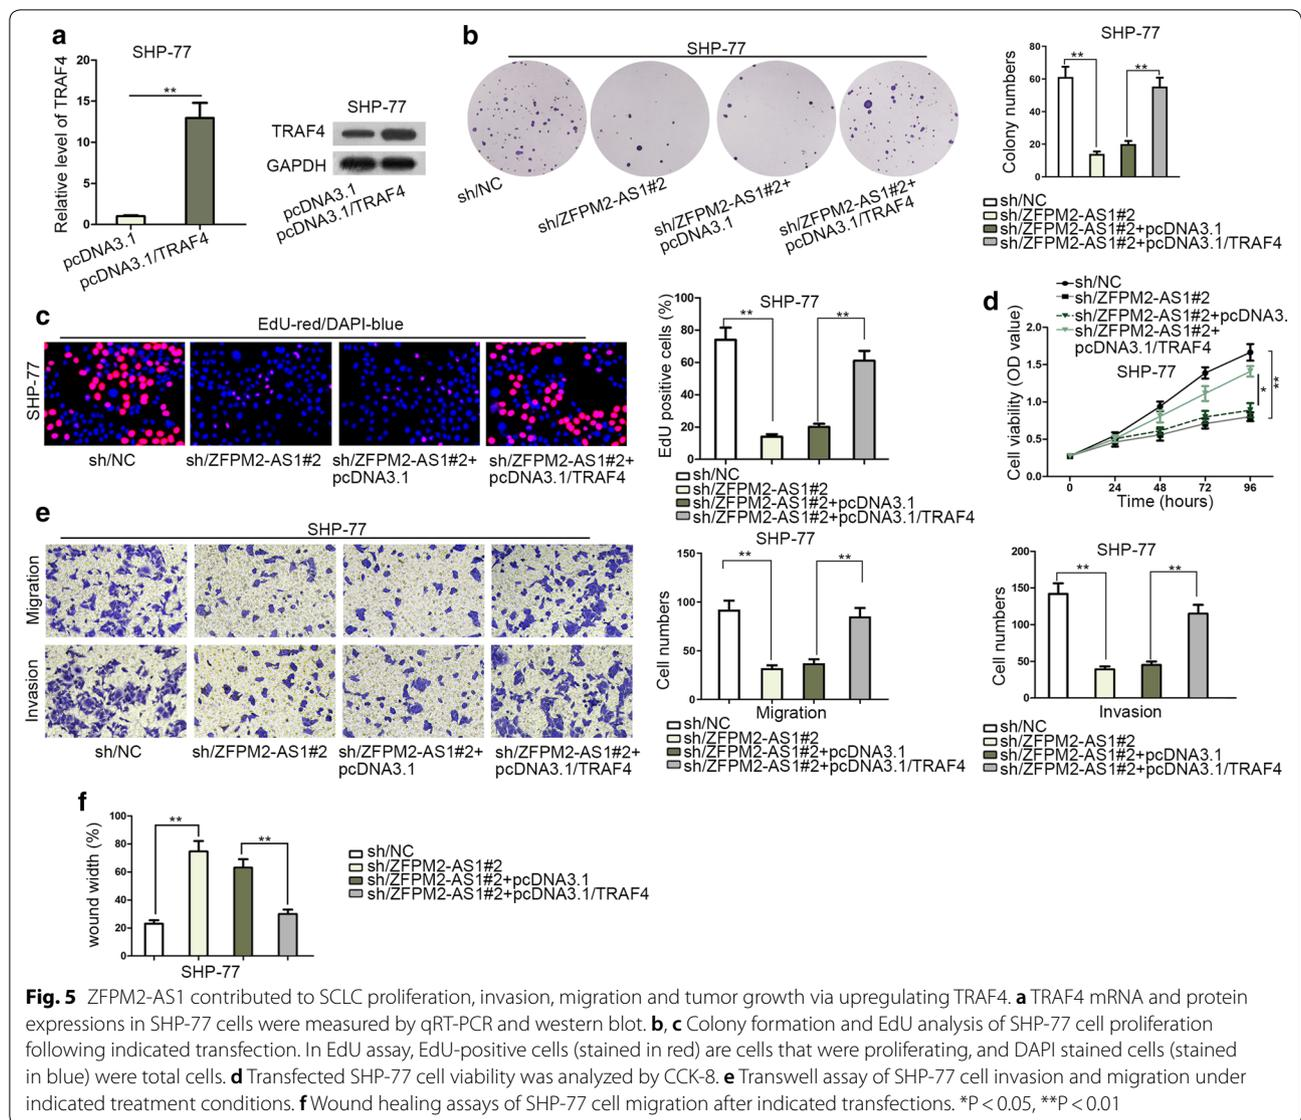 a
SHP-77
Relative level of TRAF4
20
15
10
5
0
**
pcDNA3.1
pcDNA3.1/TRAF4
SHP-77
TRAF4
GAPDH
pcDNA3.1
pcDNA3.1/TRAF4
b
SHP-77
sh/NC
sh/ZFPM2-AS1#2
sh/ZFPM2-AS1#2+
pcDNA3.1
sh/ZFPM2-AS1#2+
pcDNA3.1/TRAF4
SHP-77
Colony numbers
80
60
40
20
0
**
**
sh/NC
sh/ZFPM2-AS1#2
sh/ZFPM2-AS1#2+pcDNA3.1
sh/ZFPM2-AS1#2+pcDNA3.1/TRAF4
c
EdU-red/DAPI-blue
SHP-77
sh/NC
sh/ZFPM2-AS1#2
sh/ZFPM2-AS1#2+
pcDNA3.1
sh/ZFPM2-AS1#2+
pcDNA3.1/TRAF4
SHP-77
EdU positive cells (%)
100
80
60
40
20
0
**
**
sh/NC
sh/ZFPM2-AS1#2
sh/ZFPM2-AS1#2+pcDNA3.1
sh/ZFPM2-AS1#2+pcDNA3.1/TRAF4
d
sh/NC
sh/ZFPM2-AS1#2
sh/ZFPM2-AS1#2+pcDNA3.
sh/ZFPM2-AS1#2+
pcDNA3.1/TRAF4
SHP-77
Cell viability (OD value)
2.0
1.5
1.0
0.5
0.0
*
**
0 24 48 72 96
Time (hours)
e
SHP-77
Migration
Invasion
sh/NC
sh/ZFPM2-AS1#2
sh/ZFPM2-AS1#2+
pcDNA3.1
sh/ZFPM2-AS1#2+
pcDNA3.1/TRAF4
SHP-77
Cell numbers
150
100
50
0
**
**
Migration
sh/NC
sh/ZFPM2-AS1#2
sh/ZFPM2-AS1#2+pcDNA3.1
sh/ZFPM2-AS1#2+pcDNA3.1/TRAF4
SHP-77
Cell numbers
200
150
100
50
0
**
**
Invasion
sh/NC
sh/ZFPM2-AS1#2
sh/ZFPM2-AS1#2+pcDNA3.1
sh/ZFPM2-AS1#2+pcDNA3.1/TRAF4
f
wound width (%)
100
80
60
40
20
0
**
**
SHP-77
sh/NC
sh/ZFPM2-AS1#2
sh/ZFPM2-AS1#2+pcDNA3.1
sh/ZFPM2-AS1#2+pcDNA3.1/TRAF4
Fig. 5 ZFPM2-AS1 contributed to SCLC proliferation, invasion, migration and tumor growth via upregulating TRAF4. a TRAF4 mRNA and protein
expressions in SHP-77 cells were measured by qRT-PCR and western blot. b, c Colony formation and EdU analysis of SHP-77 cell proliferation
following indicated transfection. In EdU assay, EdU-positive cells (stained in red) are cells that were proliferating, and DAPI stained cells (stained
in blue) were total cells. d Transfected SHP-77 cell viability was analyzed by CCK-8. e Transwell assay of SHP-77 cell invasion and migration under
indicated treatment conditions. f Wound healing assays of SHP-77 cell migration after indicated transfections. *P < 0.05, **P < 0.01